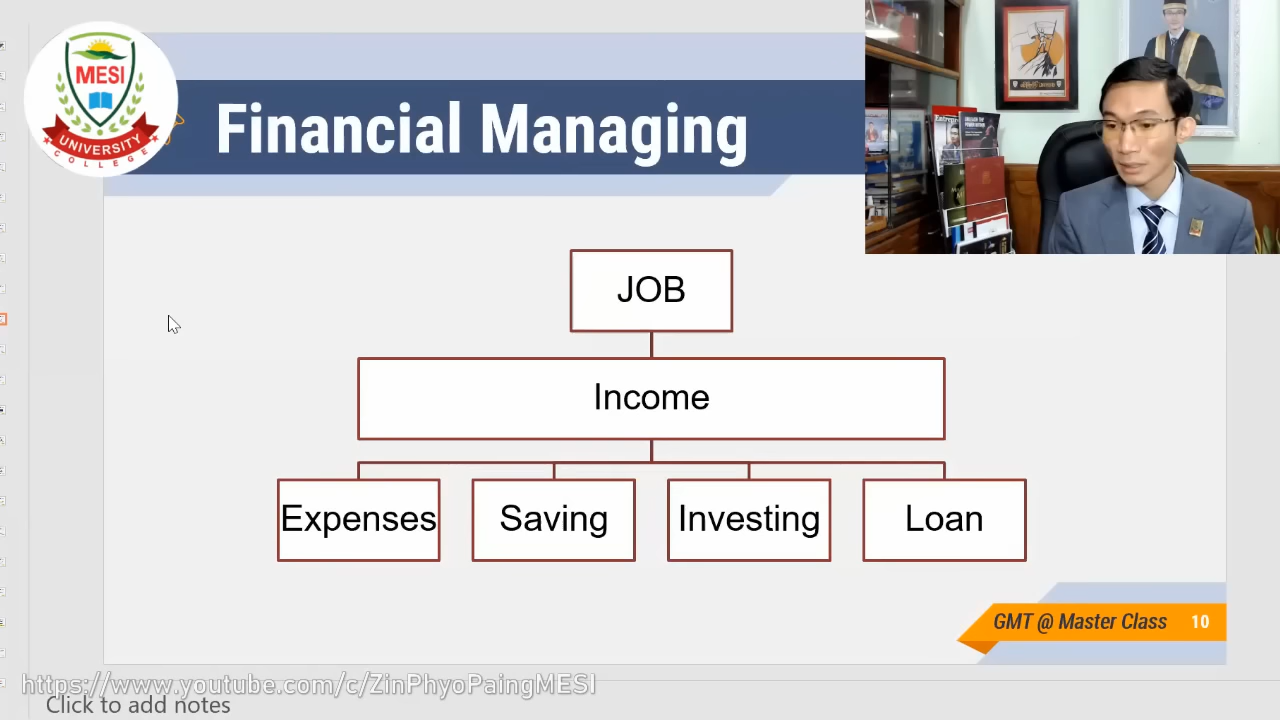 MESI
UNIVERSITY
COLLEGE
Financial Managing
JOB
Income
Expenses
Saving
Investing
Loan
GMT @ Master Class
10
https://www.youtube.com/c/ZinPhyoPaingMESI
Click to add notes